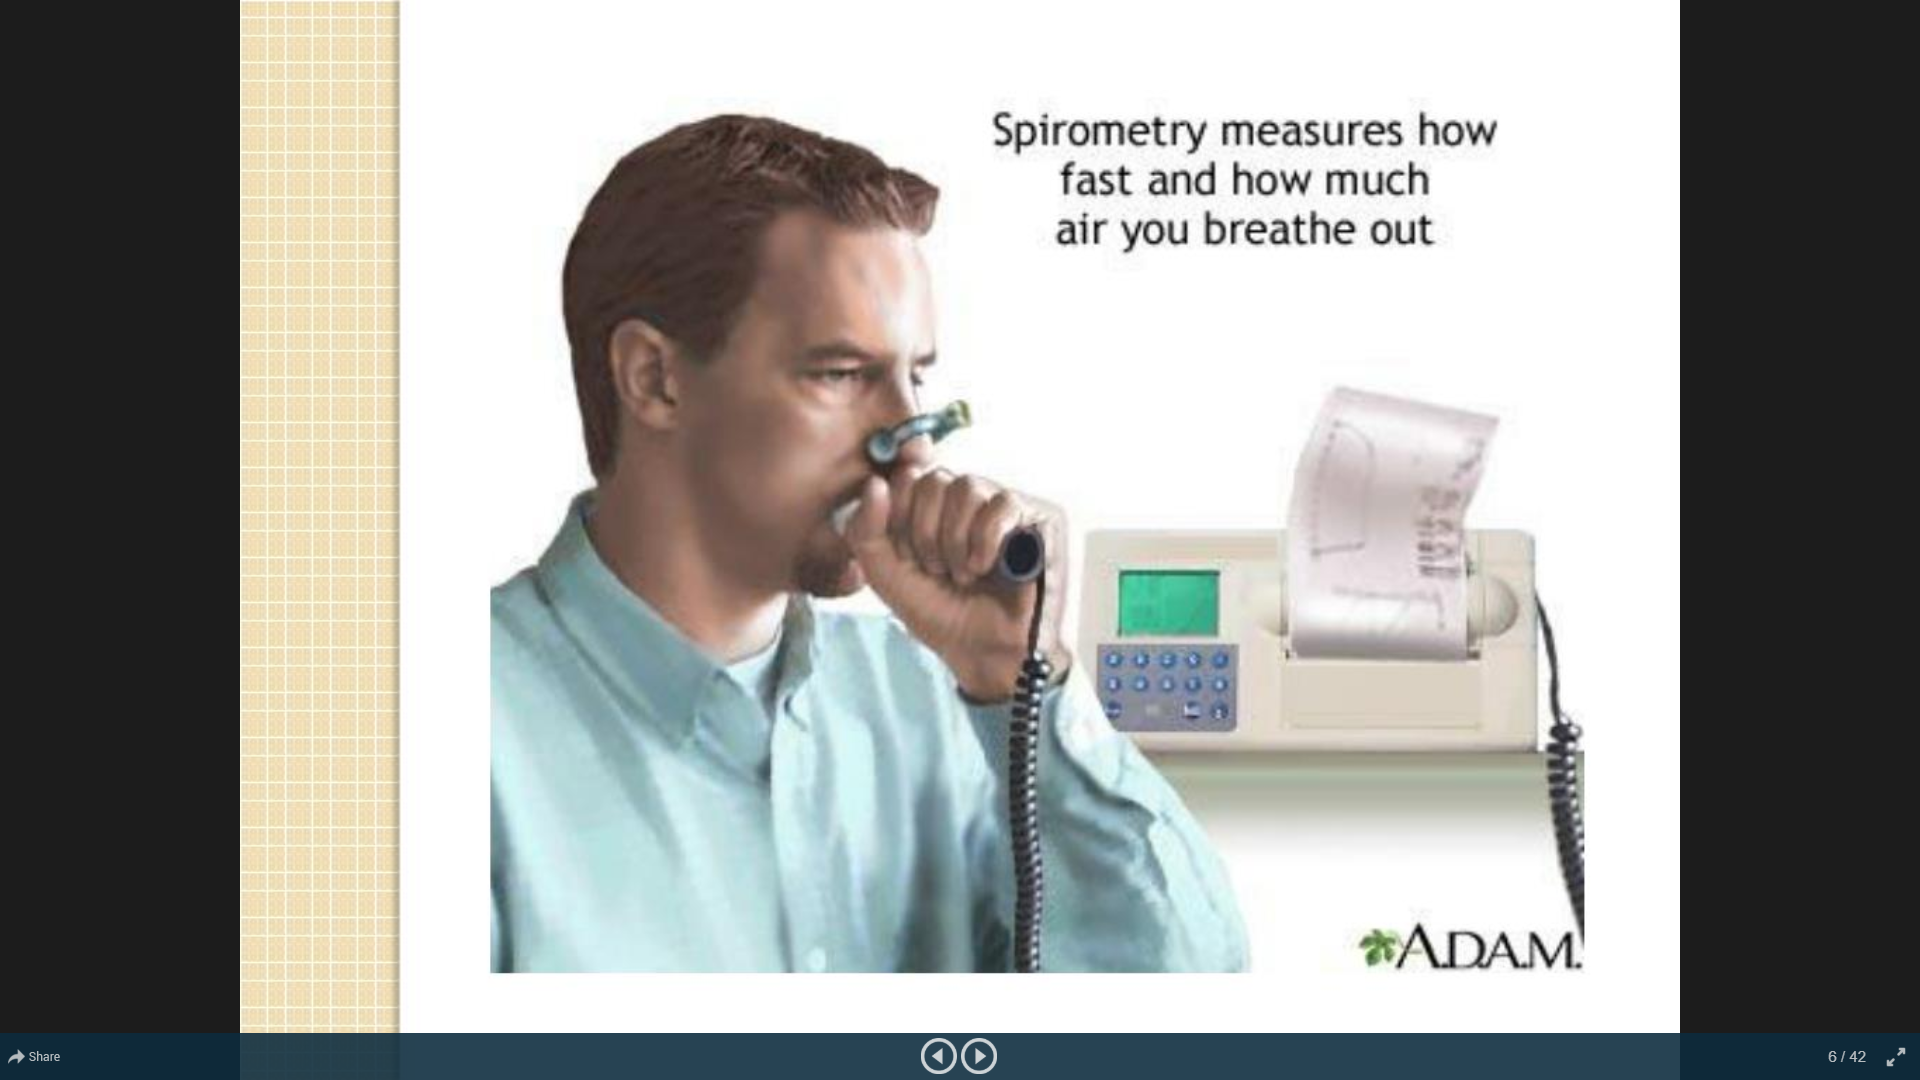 Spirometry measures how
fast and how much
air you breathe out
A.D.A.M.
Share
6 / 42